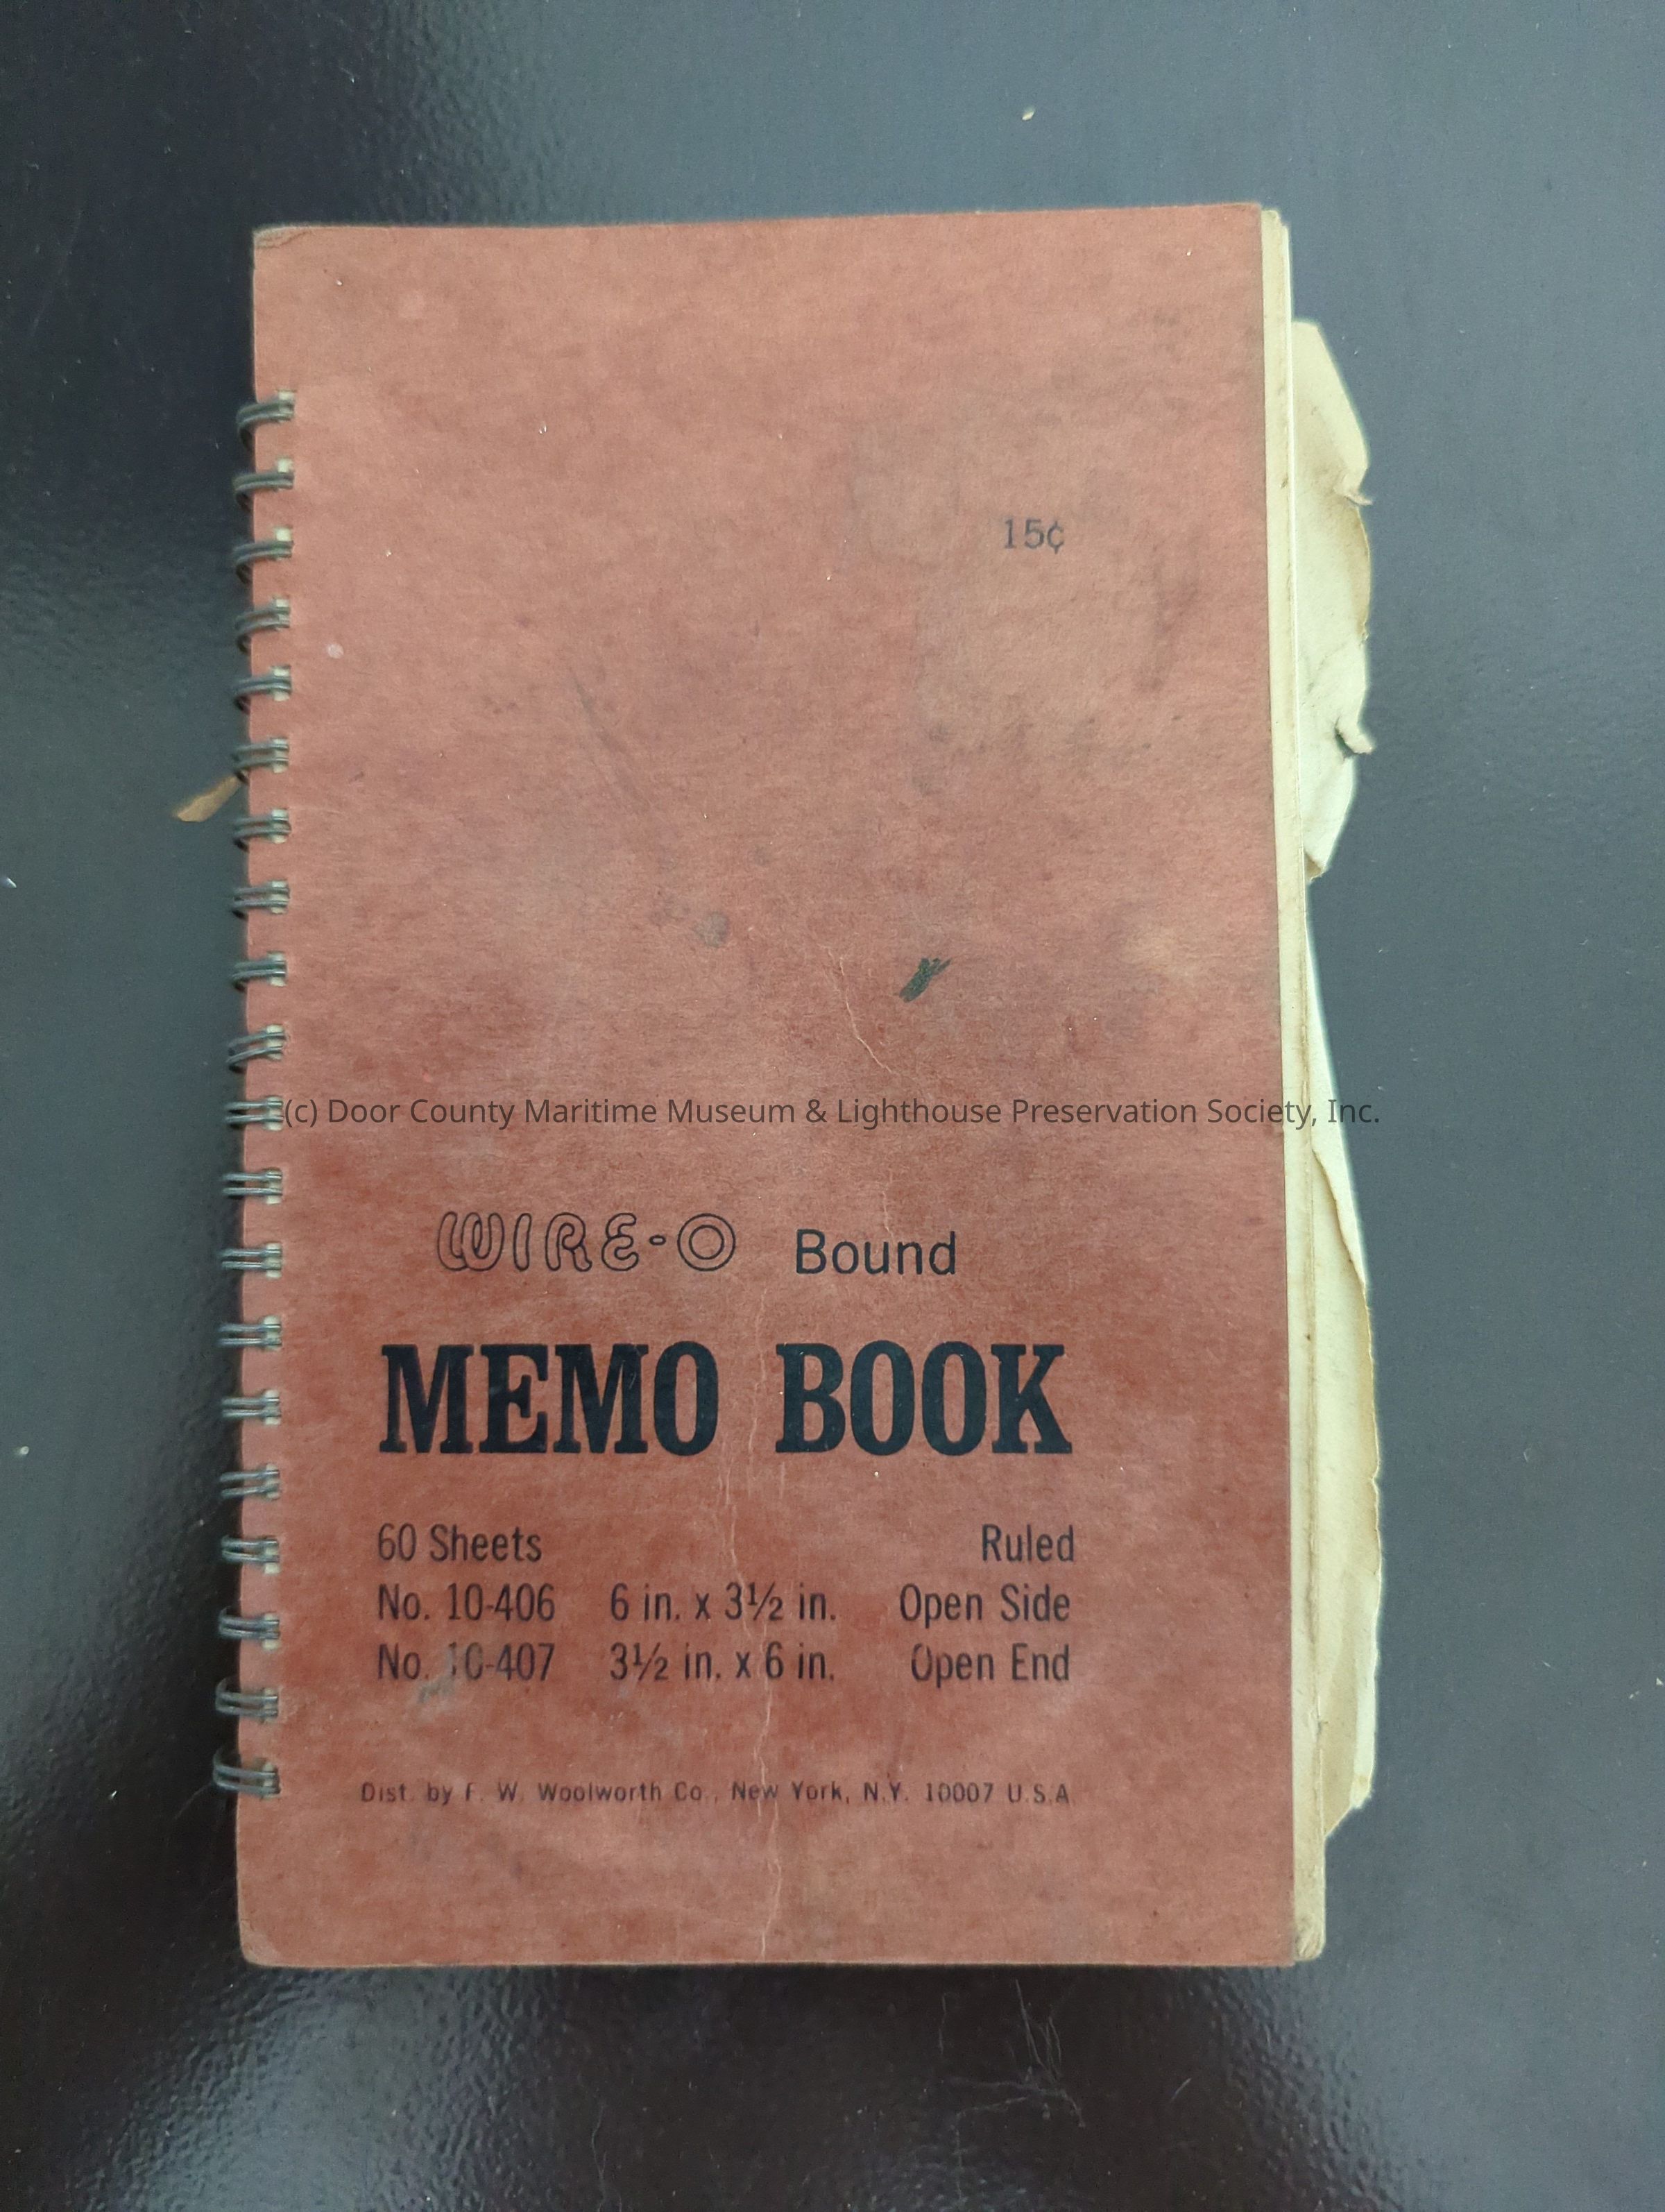 15¢
(c) Door County Maritime Museum & Lighthouse Preservation Society, Inc.
WIRE-O Bound
MEMO BOOK
60 Sheets Ruled
No. 10-406 6 in. x 3½ in. Open Side
No. 10-407 3½ in. x 6 in. Open End
Dist. by F. W. Woolworth Co., New York, N.Y. 10007 U.S.A.